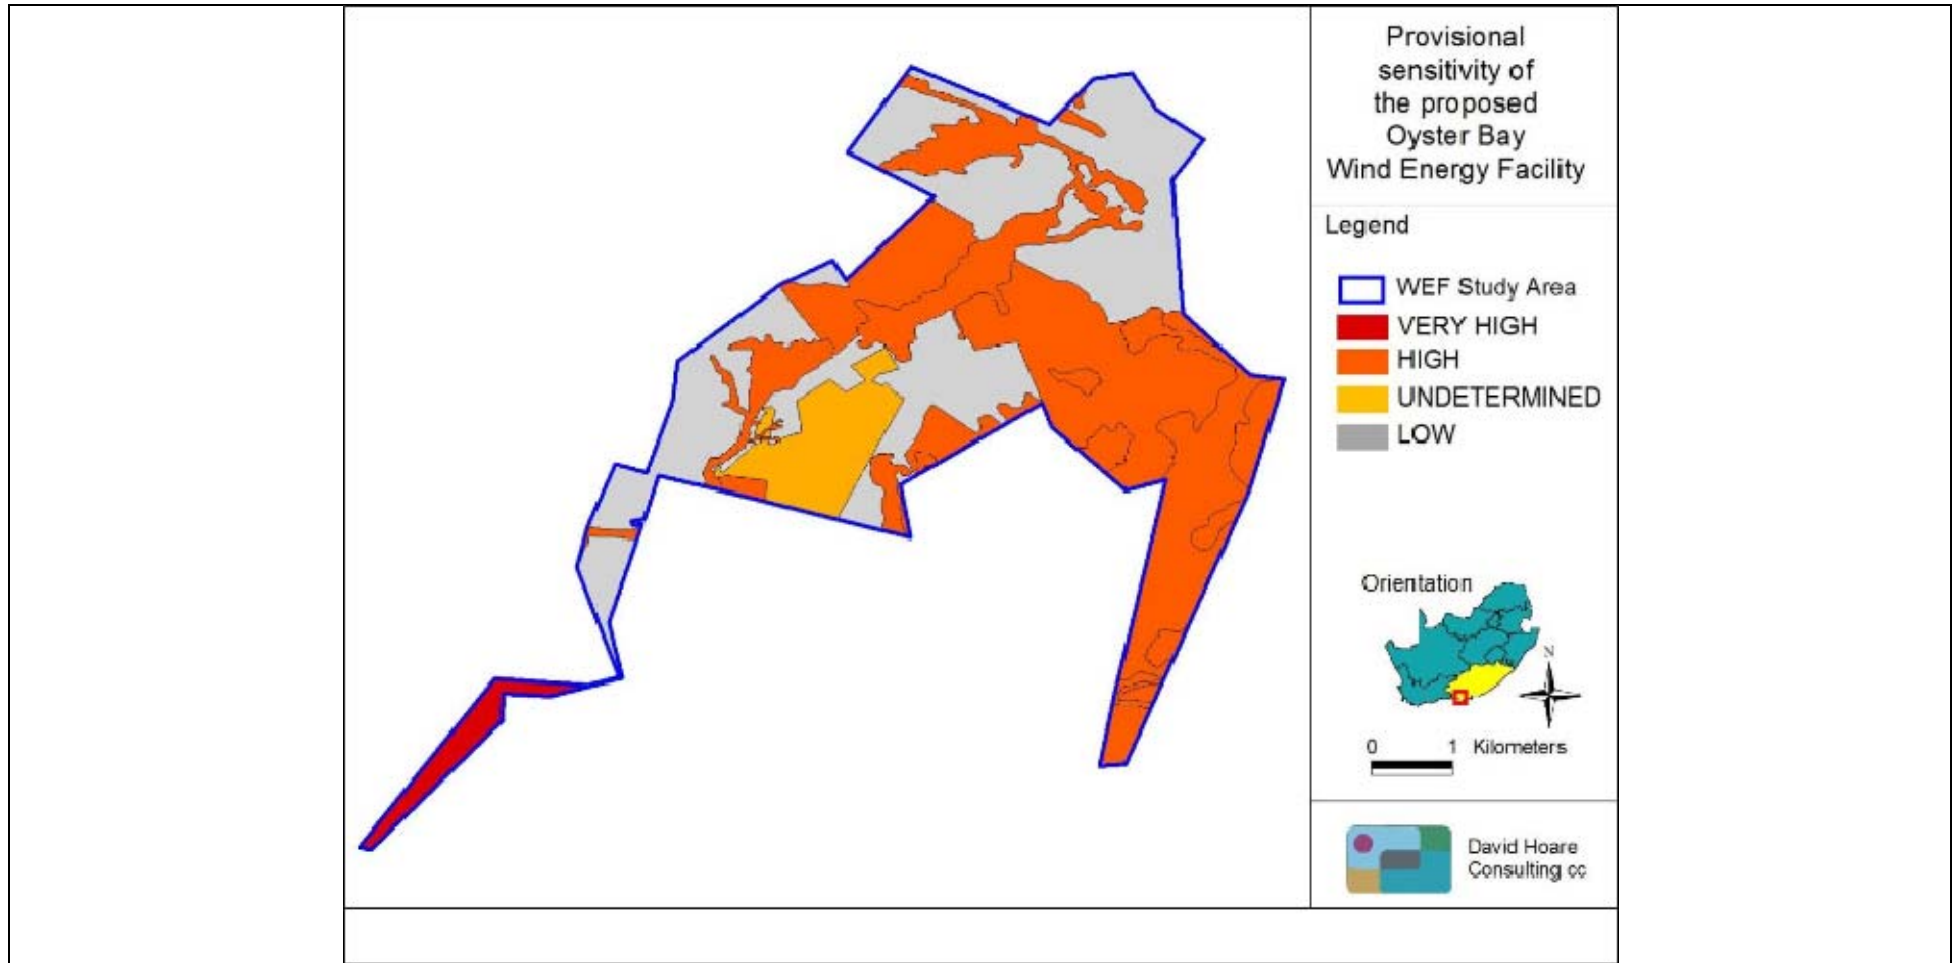 Provisional
sensitivity of
the proposed
Oyster Bay
Wind Energy Facility
Legend
WEF Study Area
VERY HIGH
HIGH
UNDETERMINED
LOW
Orientation
N
0 1 Kilometers
David Hoare
Consulting cc